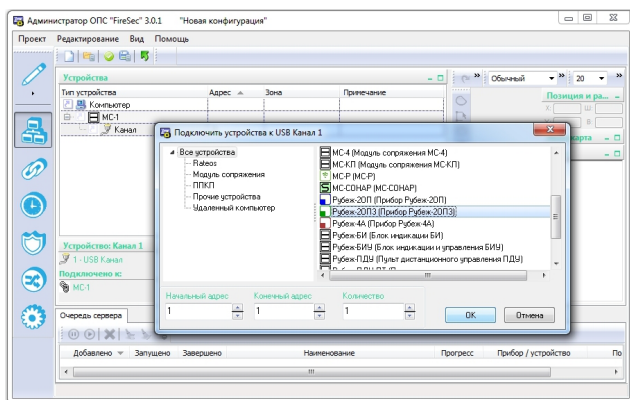 Администратор ОПС "FireSec" 3.0.1 "Новая конфигурация"
Проект Редактирование Вид Помощь
Устройства
Обычный 20
Тип устройства Адрес Зона Примечание
Позиция и ра...
Компьютер
X: Ш:
МС-1
В:
Канал
карта
Подключить устройства к USB Канал 1
Все устройства
Rateos
Модуль сопряжения
ППКП
Прочие устройства
Удаленный компьютер
МС-4 (Модуль сопряжения МС-4)
МС-КП (Модуль сопряжения МС-КП)
МС-Р (МС-Р)
МС-СОНАР (МС-СОНАР)
Рубеж-2ОП (Прибор Рубеж-2ОП)
Рубеж-2ОП3 (Прибор Рубеж-2ОП3)
Рубеж-4А (Прибор Рубеж-4А)
Рубеж-БИ (Блок индикации БИ)
Рубеж-БИУ (Блок индикации и управления БИУ)
Рубеж-ПДУ (Пульт дистанционного управления ПДУ)
Начальный адрес Конечный адрес Количество
1 1 1
OK Отмена
Устройство: Канал 1
1 - USB Канал
Подключено к:
МС-1
Очередь сервера
Добавлено Запущено Завершено Наименование Прогресс Прибор / устройство По